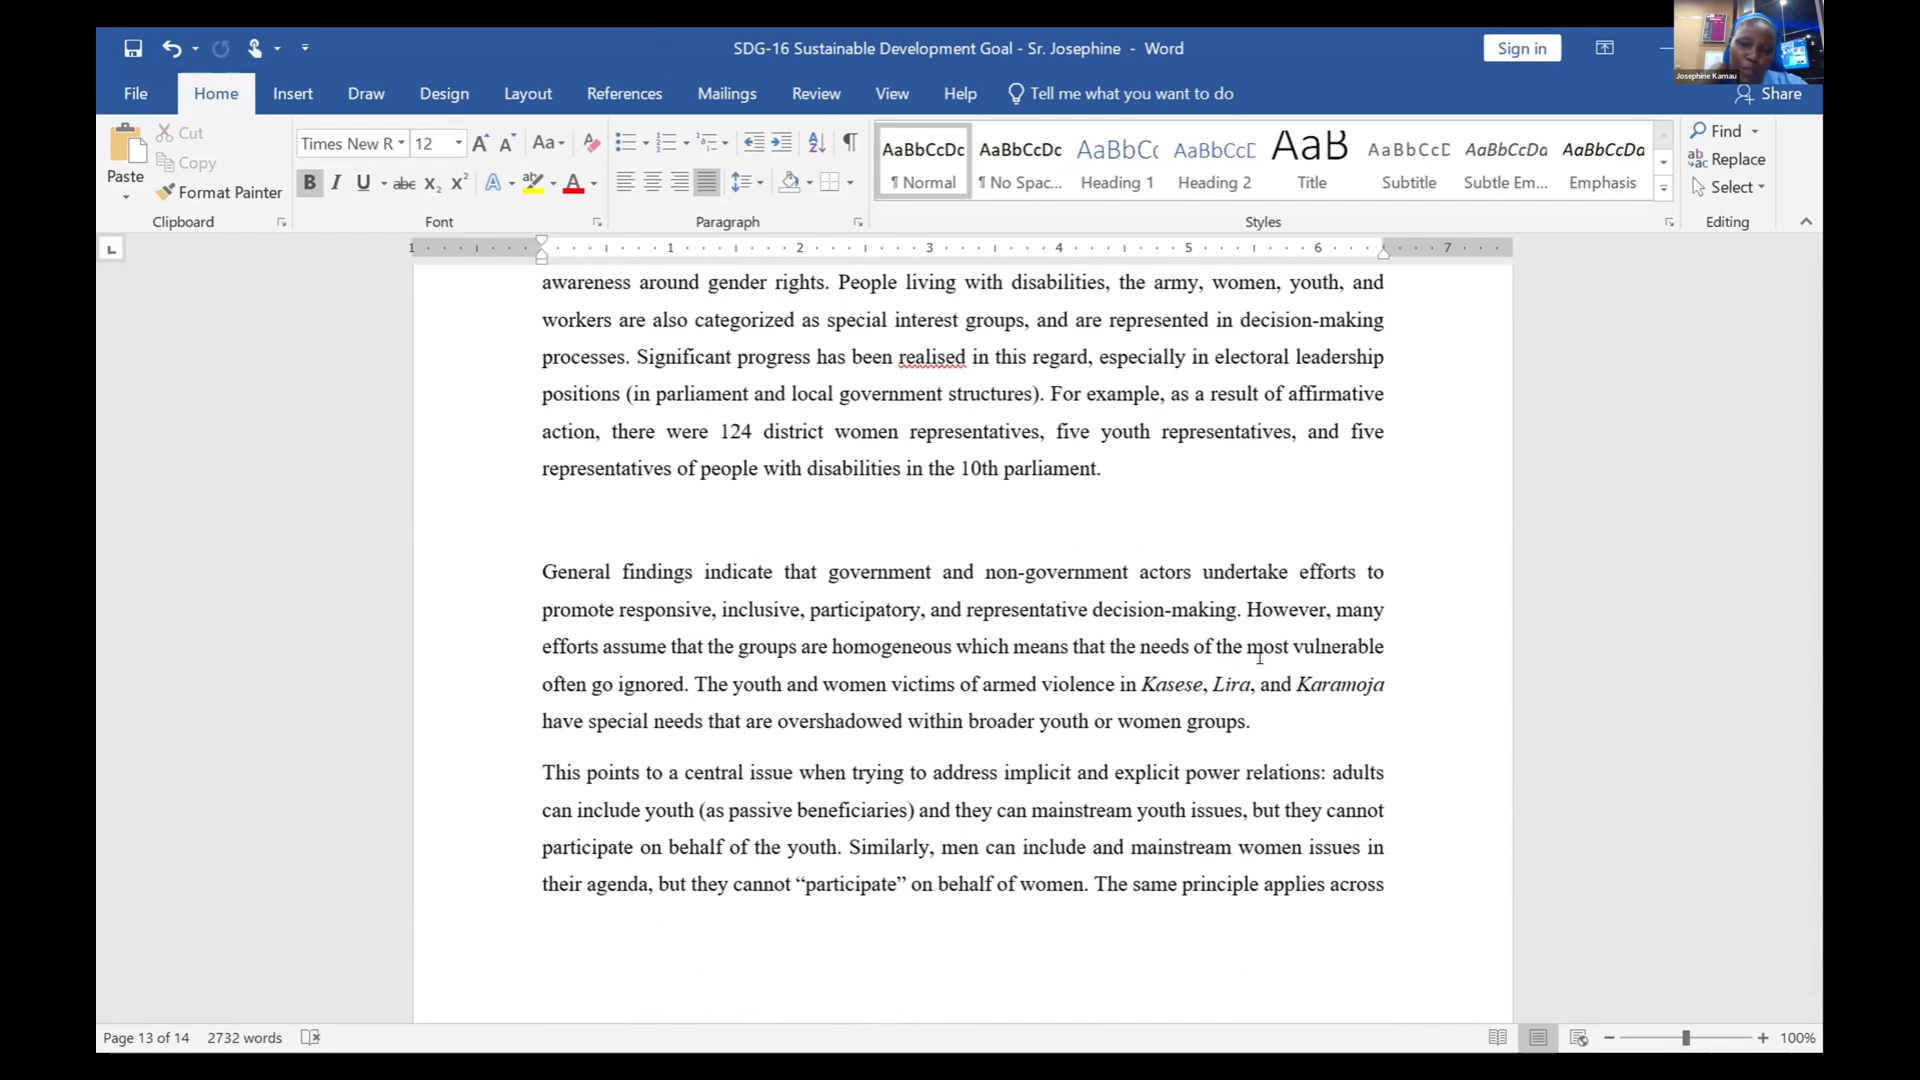 SDG-16 Sustainable Development Goal - Sr. Josephine - Word
Sign in
Josephine Kamau
File Home Insert Draw Design Layout References Mailings Review View Help Tell me what you want to do Share
Paste
Cut
Copy
Format Painter
Clipboard
Times New R 12
Font
Paragraph
AaBbCcDc AaBbCcDc AaBbC( AaBbCcD AaB AaBbCcD AaBbCcDa AaBbCcDa
¶ Normal ¶ No Spac... Heading 1 Heading 2 Title Subtitle Subtle Em... Emphasis
Styles
Find
Replace
Select
Editing
1 1 2 3 4 5 6 7
awareness around gender rights. People living with disabilities, the army, women, youth, and
workers are also categorized as special interest groups, and are represented in decision-making
processes. Significant progress has been realised in this regard, especially in electoral leadership
positions (in parliament and local government structures). For example, as a result of affirmative
action, there were 124 district women representatives, five youth representatives, and five
representatives of people with disabilities in the 10th parliament.
General findings indicate that government and non-government actors undertake efforts to
promote responsive, inclusive, participatory, and representative decision-making. However, many
efforts assume that the groups are homogeneous which means that the needs of the most vulnerable
often go ignored. The youth and women victims of armed violence in Kasese, Lira, and Karamoja
have special needs that are overshadowed within broader youth or women groups.
This points to a central issue when trying to address implicit and explicit power relations: adults
can include youth (as passive beneficiaries) and they can mainstream youth issues, but they cannot
participate on behalf of the youth. Similarly, men can include and mainstream women issues in
their agenda, but they cannot “participate” on behalf of women. The same principle applies across
Page 13 of 14 2732 words 100%